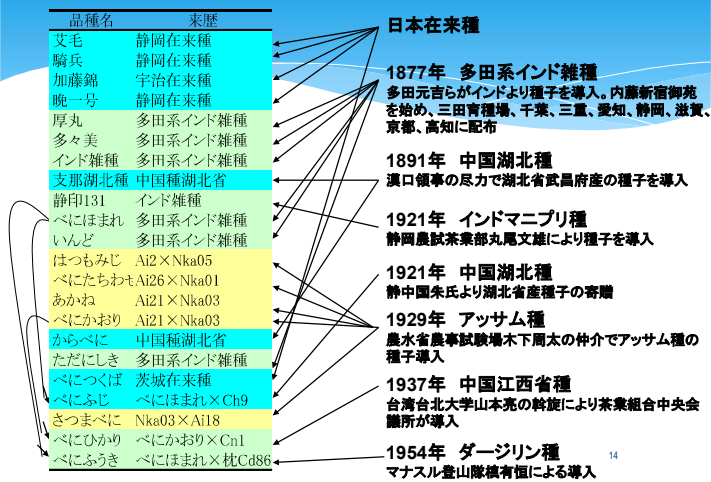 品種名 来歴
艾毛 静岡在来種
騎兵 静岡在来種
加藤錦 宇治在来種
晩一号 静岡在来種
厚丸 多田系インド雑種
多々美 多田系インド雑種
インド雑種 多田系インド雑種
支那湖北種 中国種湖北省
静印131 インド雑種
べにほまれ 多田系インド雑種
いんど 多田系インド雑種
はつもみじ Ai2×Nka05
べにたちわせ Ai26×Nka01
あかね Ai21×Nka03
べにかおり Ai21×Nka03
からべに 中国種湖北省
ただにしき 多田系インド雑種
べにつくば 茨城在来種
べにふじ べにほまれ×Ch9
さつまべに Nka03×Ai18
べにひかり べにかおり×Cn1
べにふうき べにほまれ×枕Cd86
日本在来種
1877年 多田系インド雑種
多田元吉らがインドより種子を導入。内藤新宿御苑
を始め、三田育種場、千葉、三重、愛知、静岡、滋賀、
京都、高知に配布
1891年 中国湖北種
漢口領事の尽力で湖北省武昌府産の種子を導入
1921年 インドマニプリ種
静岡農試茶業部丸尾文雄により種子を導入
1921年 中国湖北種
静中国朱氏より湖北省産種子の寄贈
1929年 アッサム種
農水省農事試験場木下周太の仲介でアッサム種の
種子導入
1937年 中国江西省種
台湾台北大学山本亮の斡旋により茶業組合中央会
議所が導入
1954年 ダージリン種
マナスル登山隊槙有恒による導入
14